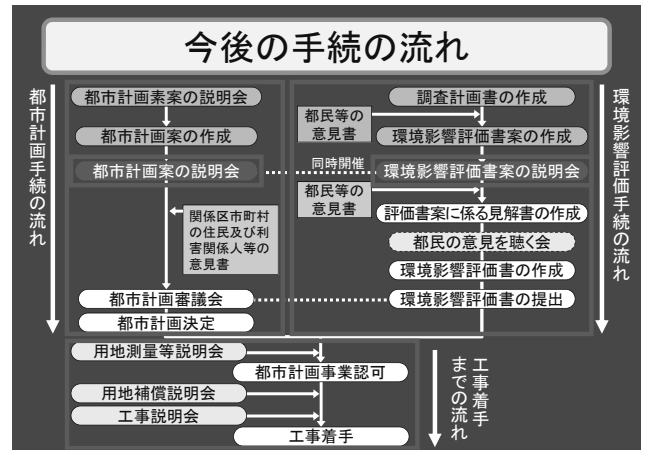 今後の手続の流れ
都市計画手続の流れ
都市計画素案の説明会
都市計画案の作成
都市計画案の説明会
関係区市町村
の住民及び利
害関係人等の
意見書
都市計画審議会
都市計画決定
同時開催
調査計画書の作成
都民等の
意見書
環境影響評価書案の作成
環境影響評価書案の説明会
都民等の
意見書
評価書案に係る見解書の作成
都民の意見を聴く会
環境影響評価書の作成
環境影響評価書の提出
環境影響評価手続の流れ
用地測量等説明会
都市計画事業認可
用地補償説明会
工事説明会
工事着手
工事着手
までの流れ